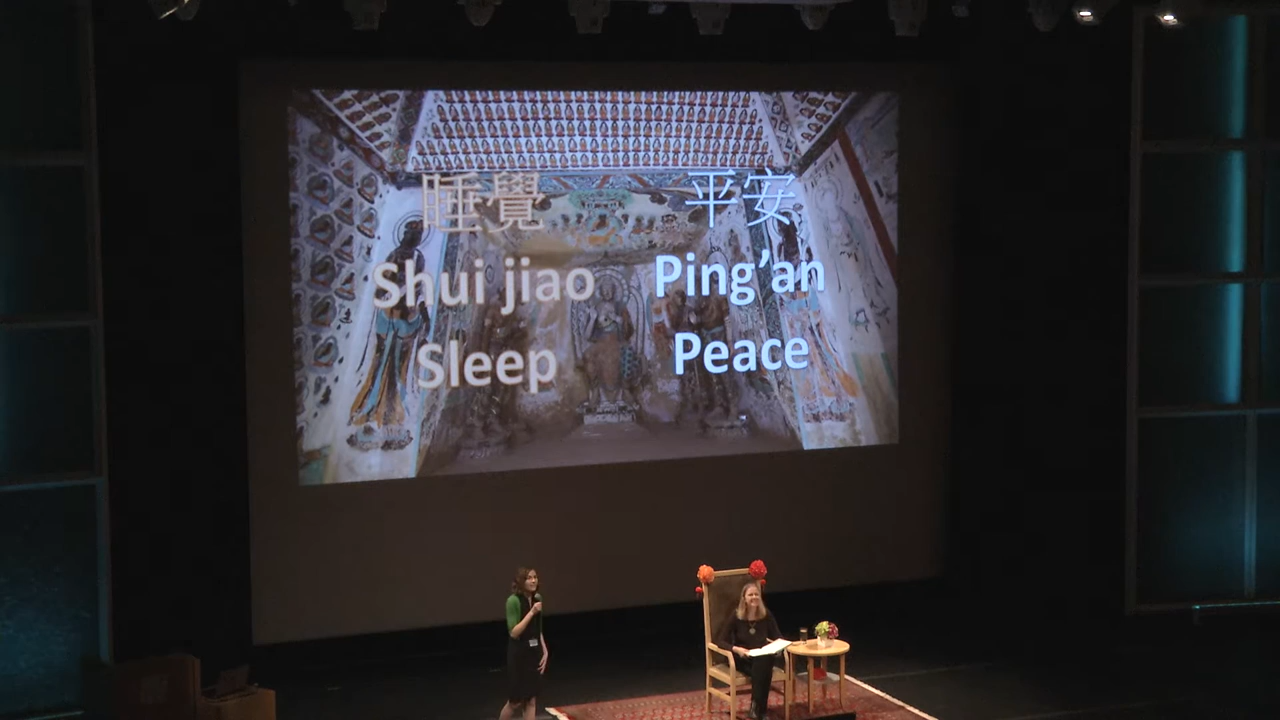 睡覺
Shui jiao
Sleep
平安
Ping’an
Peace